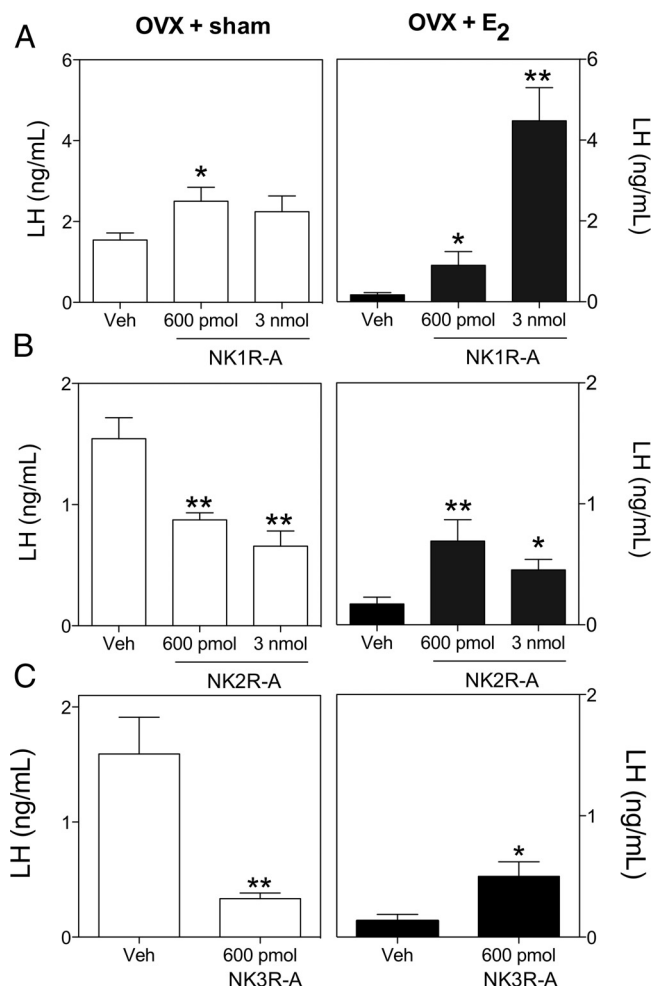 OVX + sham
OVX + E2
A
6
4
2
0
LH (ng/mL)
*
Veh 600 pmol 3 nmol
NK1R-A
*
**
6
4
2
0
LH (ng/mL)
Veh 600 pmol 3 nmol
NK1R-A
B
2
1
0
LH (ng/mL)
**
**
Veh 600 pmol 3 nmol
NK2R-A
**
*
2
1
0
LH (ng/mL)
Veh 600 pmol 3 nmol
NK2R-A
C
2
1
0
LH (ng/mL)
**
Veh 600 pmol
NK3R-A
*
2
1
0
LH (ng/mL)
Veh 600 pmol
NK3R-A